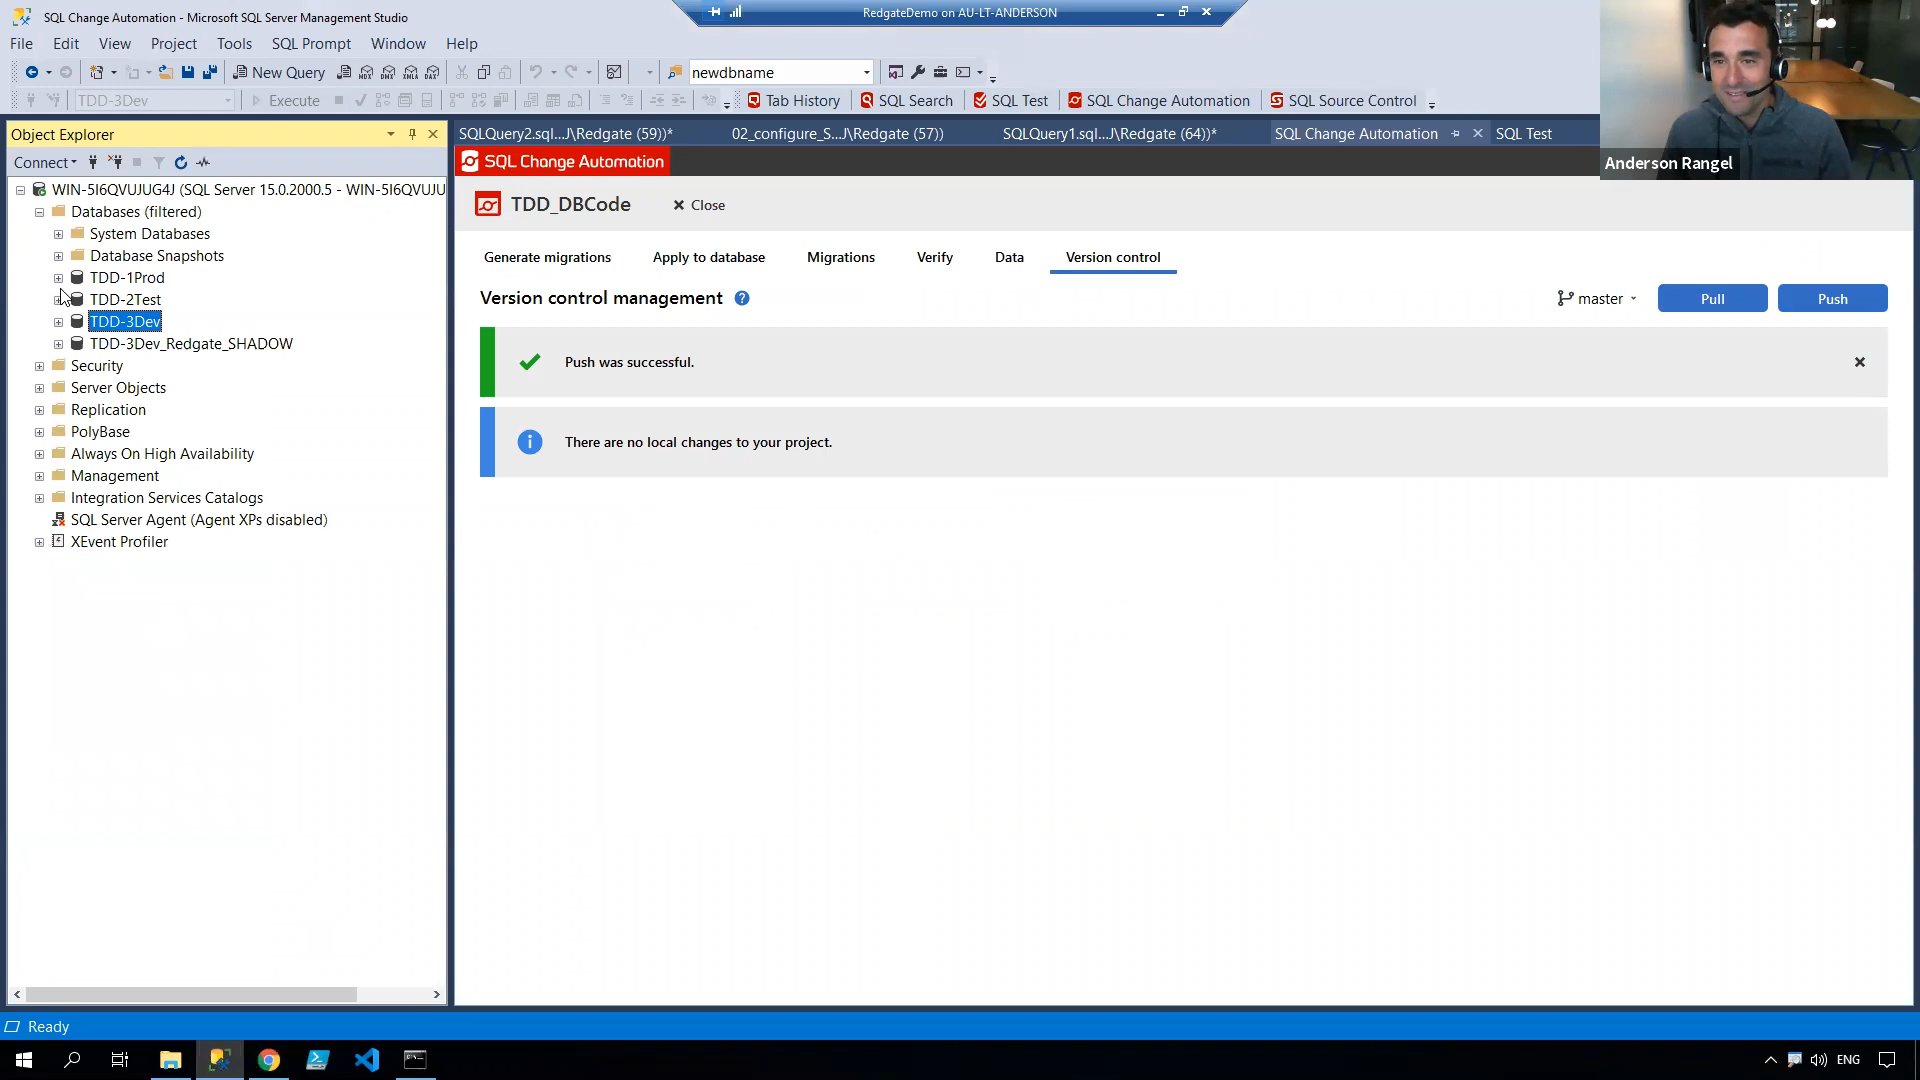 SQL Change Automation - Microsoft SQL Server Management Studio
RedgateDemo on AU-LT-ANDERSON
File Edit View Project Tools SQL Prompt Window Help
New Query
newdbname
TDD-3Dev
Execute
Tab History
SQL Search
SQL Test
SQL Change Automation
SQL Source Control
Object Explorer
Connect
WIN-5I6QVUJUG4J (SQL Server 15.0.2000.5 - WIN-5I6QVUJU
Databases (filtered)
System Databases
Database Snapshots
TDD-1Prod
TDD-2Test
TDD-3Dev
TDD-3Dev_Redgate_SHADOW
Security
Server Objects
Replication
PolyBase
Always On High Availability
Management
Integration Services Catalogs
SQL Server Agent (Agent XPs disabled)
XEvent Profiler
SQLQuery2.sql...J\Redgate (59))*
02_configure_S...J\Redgate (57))
SQLQuery1.sql...J\Redgate (64))*
SQL Change Automation
SQL Test
SQL Change Automation
TDD_DBCode
Close
Generate migrations
Apply to database
Migrations
Verify
Data
Version control
Version control management
master
Pull
Push
Push was successful.
There are no local changes to your project.
Anderson Rangel
Ready
ENG